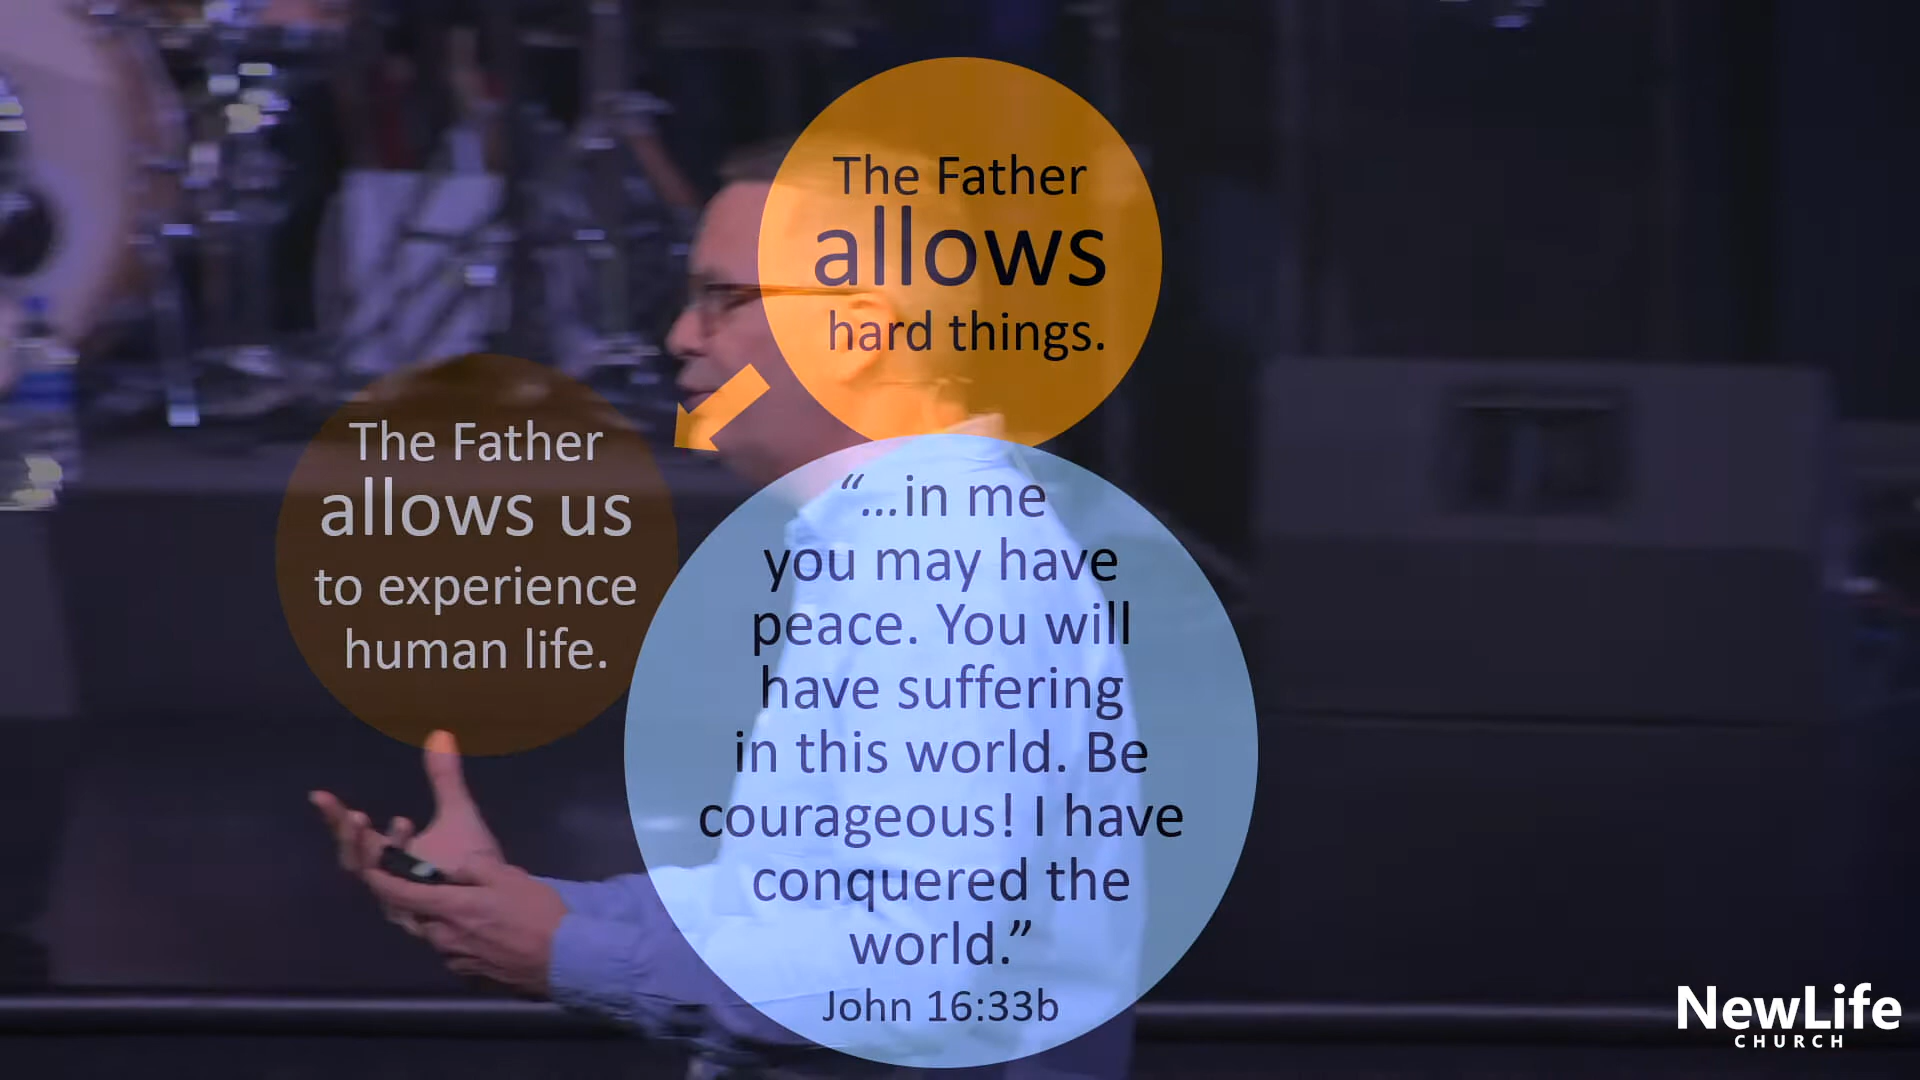 The Father
allows
hard things.
The Father
allows us
to experience
human life.
“...in me
you may have
peace. You will
have suffering
in this world. Be
courageous! I have
conquered the
world.”
John 16:33b
NewLife
CHURCH